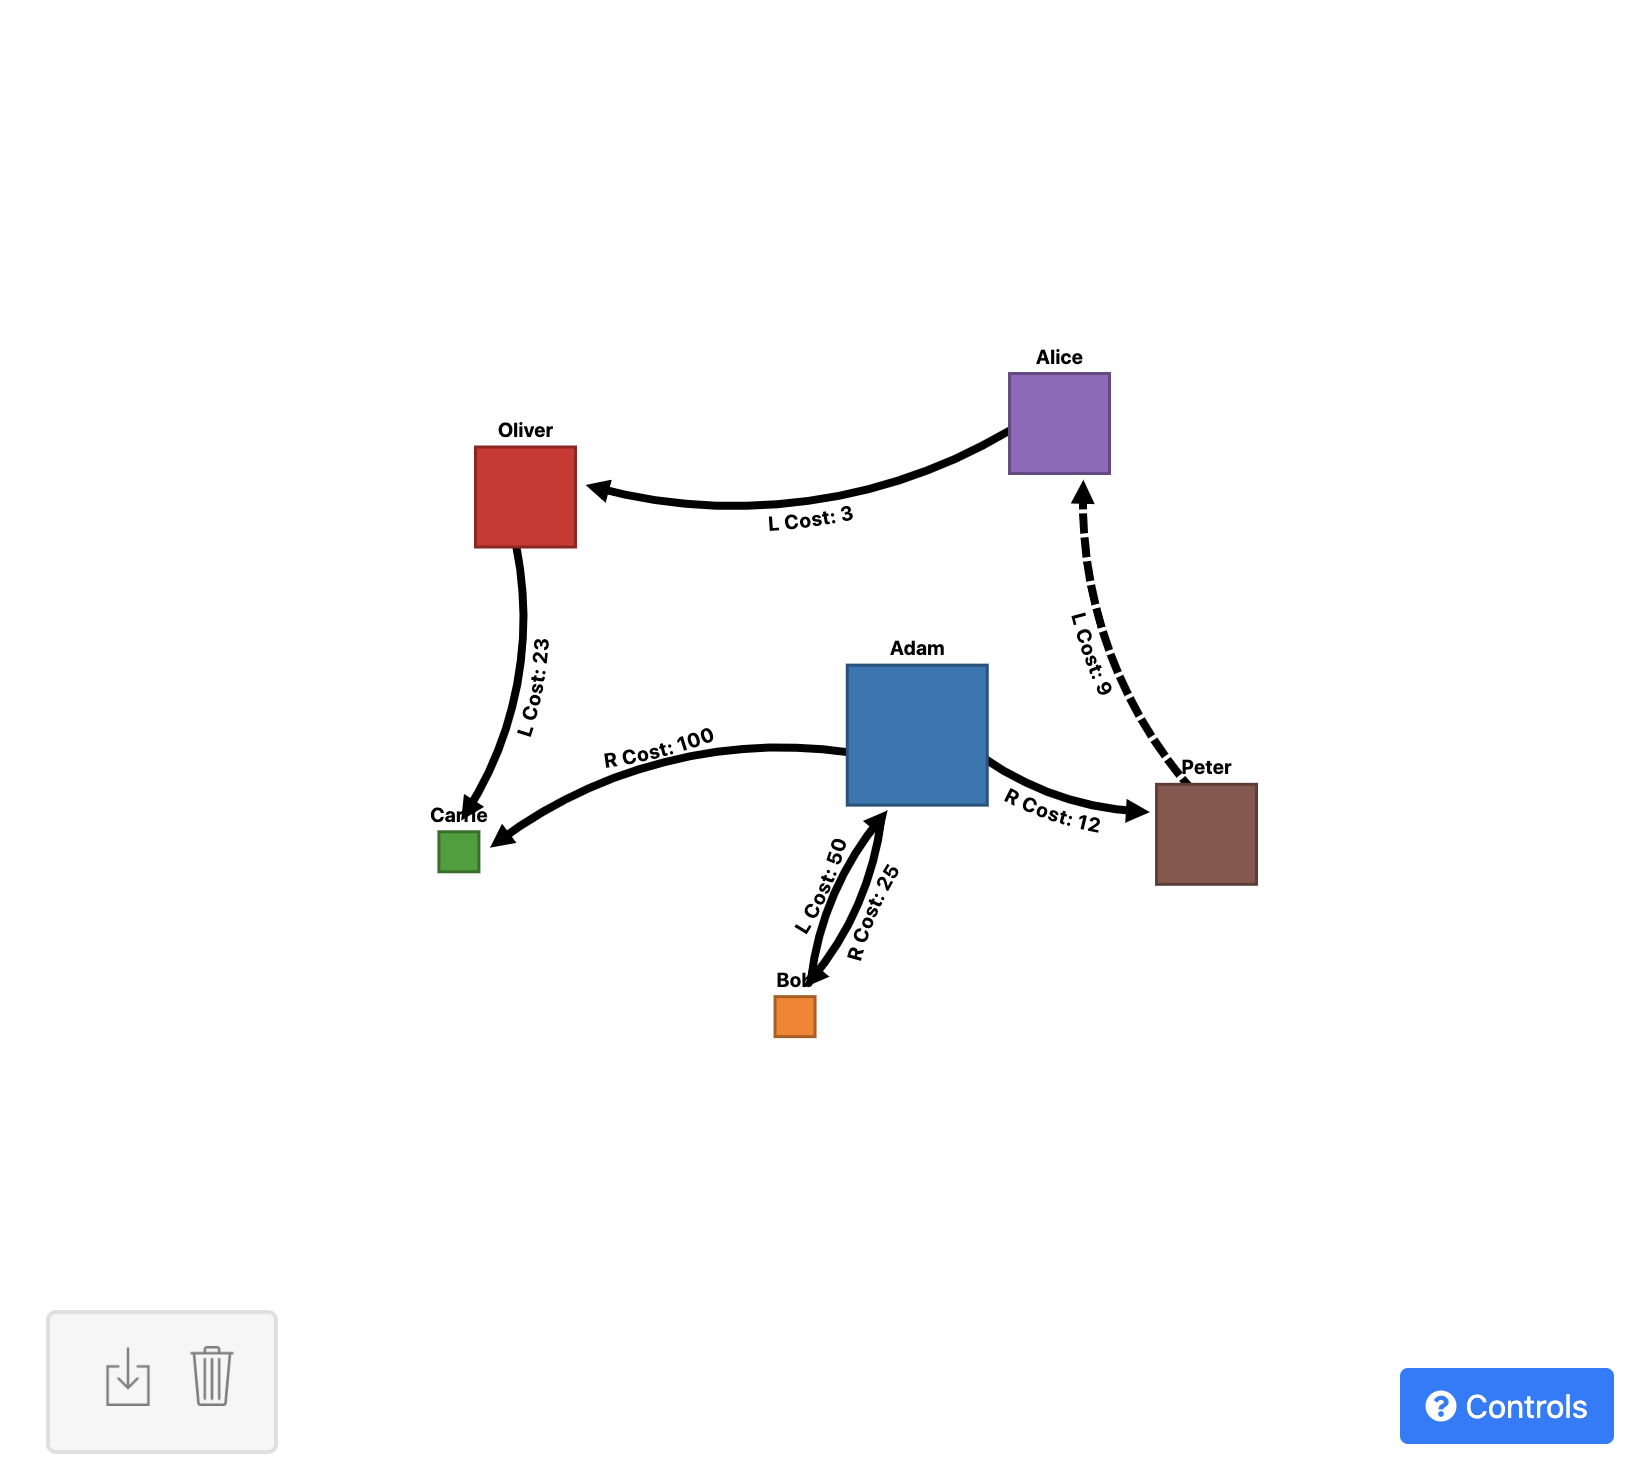 Alice
Oliver
L Cost: 3
L Cost: 23
Adam
L Cost: 9
R Cost: 100
Peter
R Cost: 12
Carrie
L Cost: 50
R Cost: 25
Bob
Controls